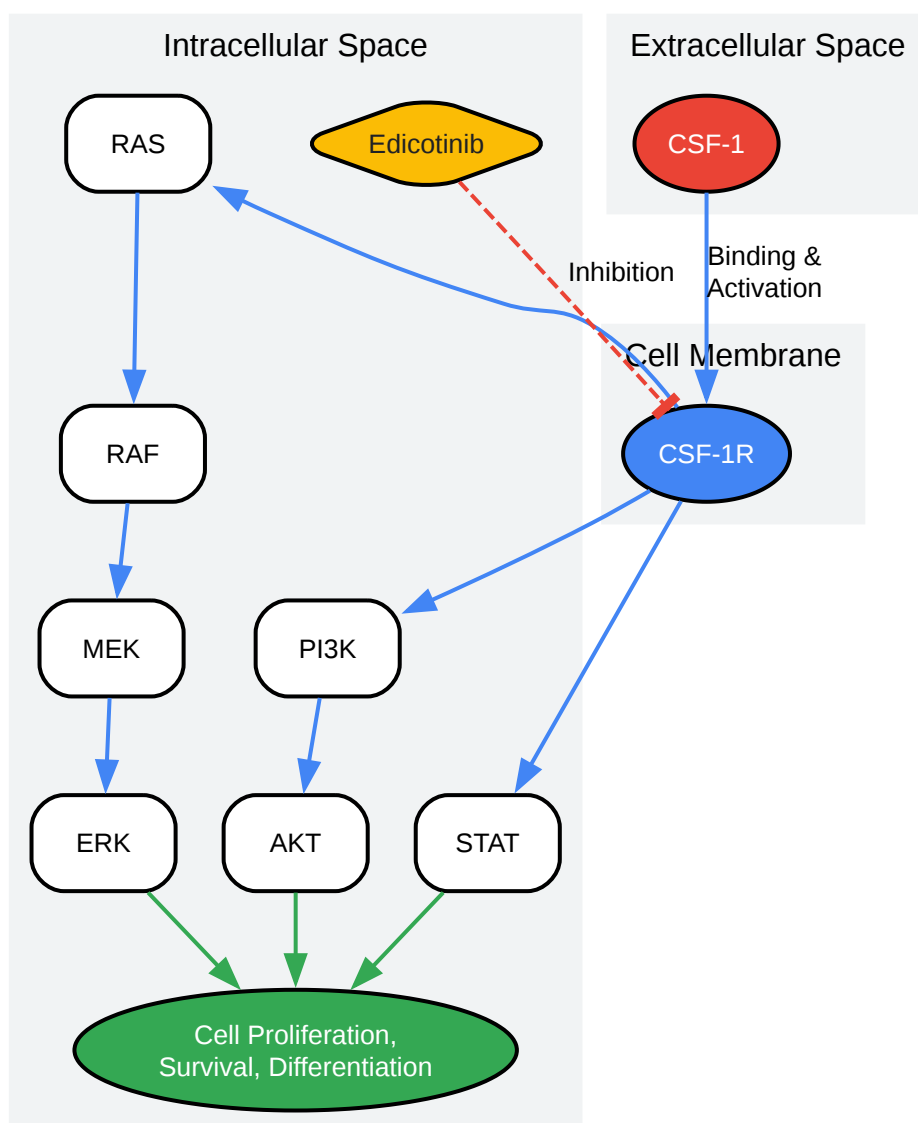 Intracellular Space
Extracellular Space
RAS
Edicotinib
CSF-1
Inhibition
Binding &
Activation
Cell Membrane
RAF
CSF-1R
MEK
PI3K
ERK
AKT
STAT
Cell Proliferation,
Survival, Differentiation